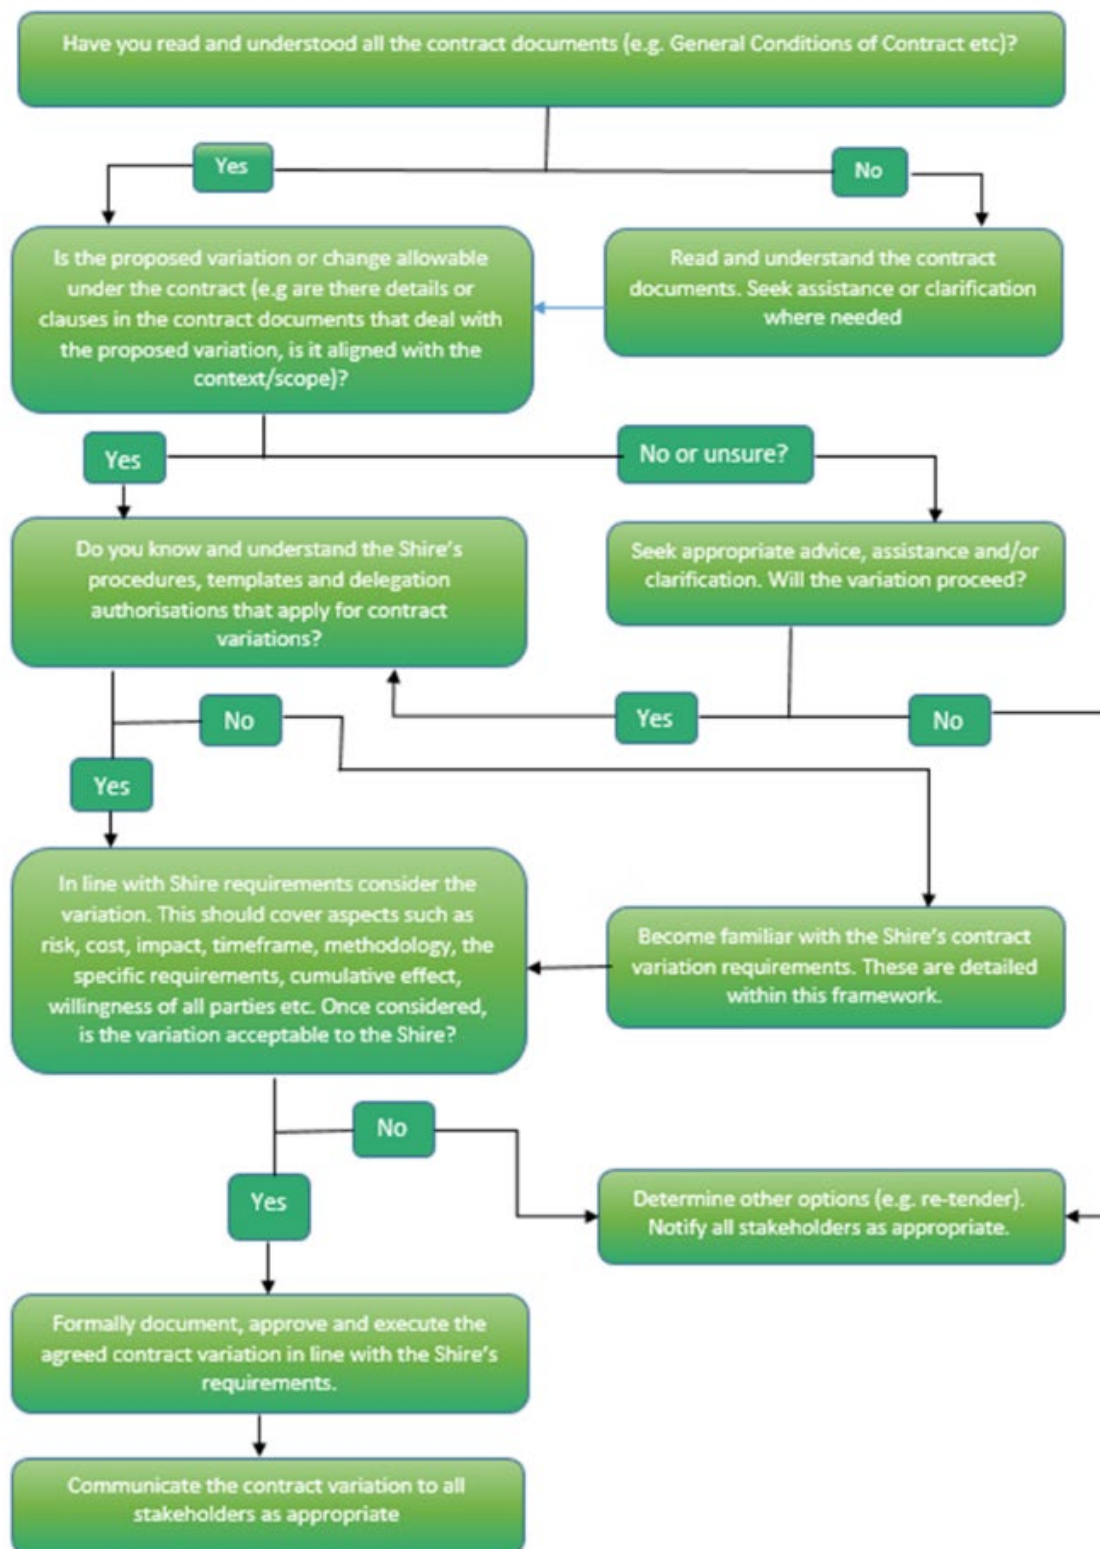 Have you read and understood all the contract documents (e.g. General Conditions of Contract etc)?
Yes
No
Is the proposed variation or change allowable
under the contract (e.g are there details or
clauses in the contract documents that deal with
the proposed variation, is it aligned with the
context/scope)?
Read and understand the contract
documents. Seek assistance or clarification
where needed
Yes
No or unsure?
Do you know and understand the Shire's
procedures, templates and delegation
authorisations that apply for contract
variations?
Seek appropriate advice, assistance and/or
clarification. Will the variation proceed?
No
Yes
No
Yes
In line with Shire requirements consider the
variation. This should cover aspects such as
risk, cost, impact, timeframe, methodology, the
specific requirements, cumulative effect,
willingness of all parties etc. Once considered,
is the variation acceptable to the Shire?
Become familiar with the Shire's contract
variation requirements. These are detailed
within this framework.
No
Yes
Determine other options (e.g. re-tender).
Notify all stakeholders as appropriate.
Formally document, approve and execute the
agreed contract variation in line with the Shire's
requirements.
Communicate the contract variation to all
stakeholders as appropriate